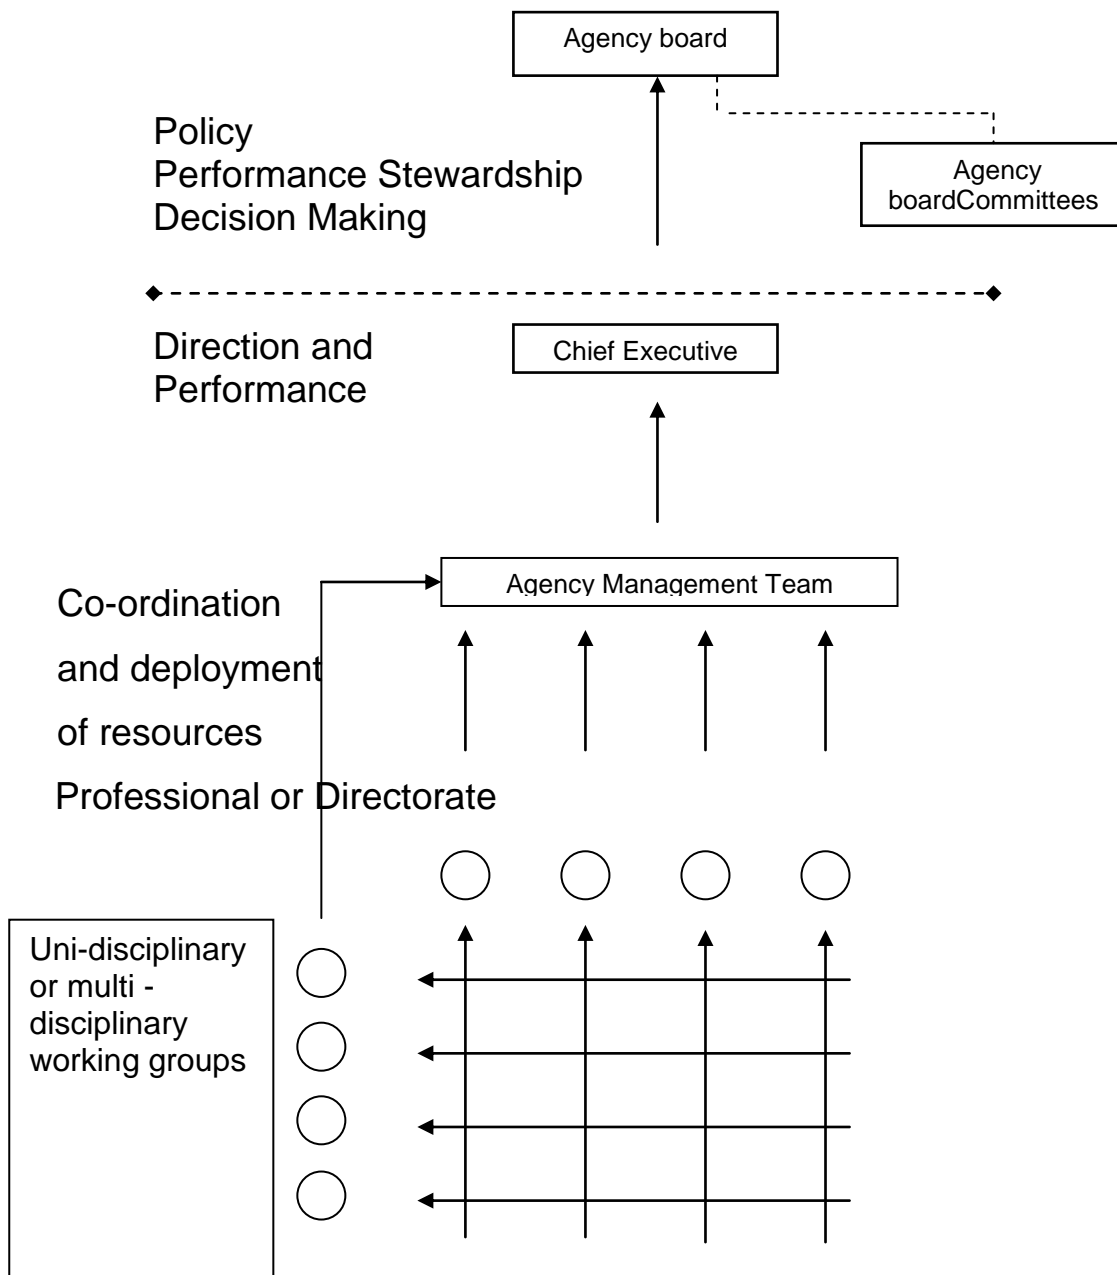 Agency board
Policy
Performance Stewardship
Decision Making
Agency
boardCommittees
Direction and
Performance
Chief Executive
Agency Management Team
Co-ordination
and deployment
of resources
Professional or Directorate
Uni-disciplinary
or multi -
disciplinary
working groups